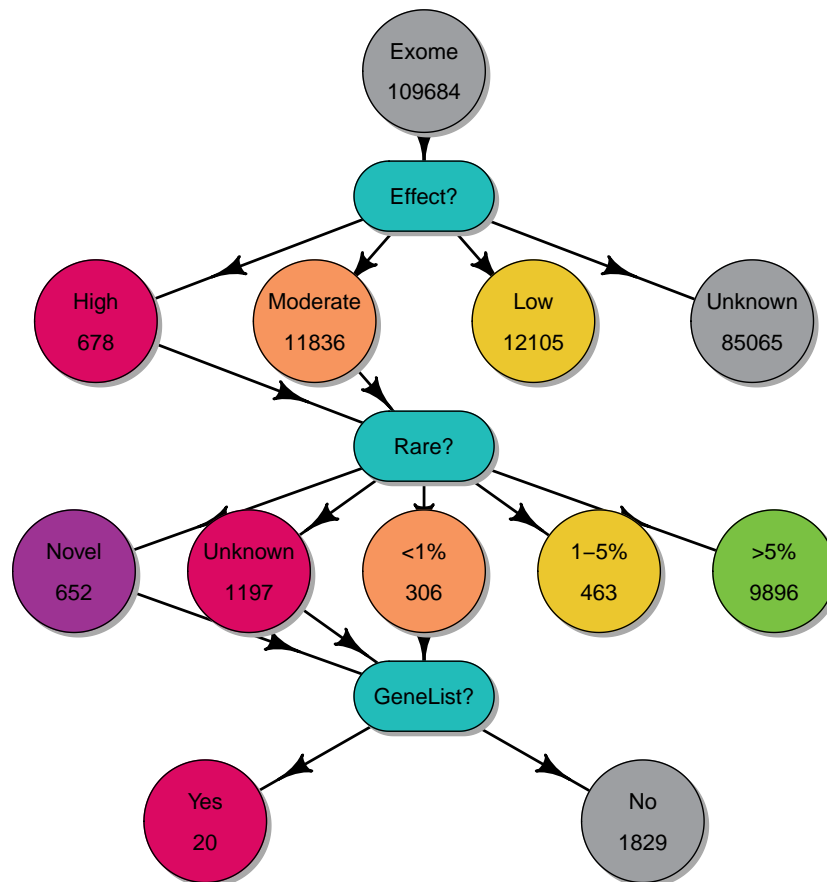 Exome
109684
Effect?
High
678
Moderate
11836
Low
12105
Unknown
85065
Rare?
Novel
652
Unknown
1197
<1%
306
1−5%
463
>5%
9896
GeneList?
Yes
20
No
1829